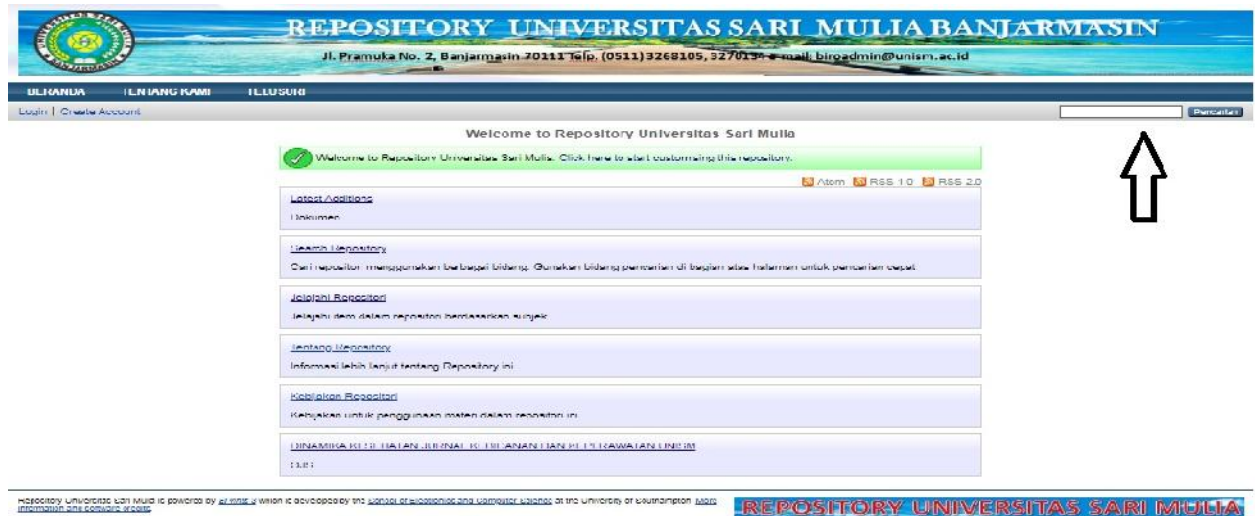 REPOSITORY UNIVERSITAS SARI MULIA BANJARMASIN
Jl. Pramuka No. 2, Banjarmasin 70111 Telp. (0511)3268105, 3270134 e-mail: biroadmin@unism.ac.id
BERANDA TENTANG KAMI TELUSURI
Login | Create Account
Pencarian
Welcome to Repository Universitas Sari Mulia
Welcome to Repository Universitas Sari Mulia. Click here to start customising this repository.
Atom RSS 1.0 RSS 2.0
Latest Additions
Dokumen
Search Repository
Cari repositori menggunakan berbagai bidang. Gunakan bidang pencarian di bagian atas halaman untuk pencarian cepat
Jelajahi Repositori
Jelajahi item dalam repositori berdasarkan subjek
Tentang Repository
Informasi lebih lanjut tentang Repository ini
Kebijakan Repositori
Kebijakan untuk penggunaan materi dalam repositori ini
DINAMIKA KESEHATAN JURNAL KEBIDANAN DAN KEPERAWATAN UNISM
OJS
Repository Universitas Sari Mulia is powered by EPrints 3 which is developed by the School of Electronics and Computer Science at the University of Southampton. More
information and software credits.
REPOSITORY UNIVERSITAS SARI MULIA